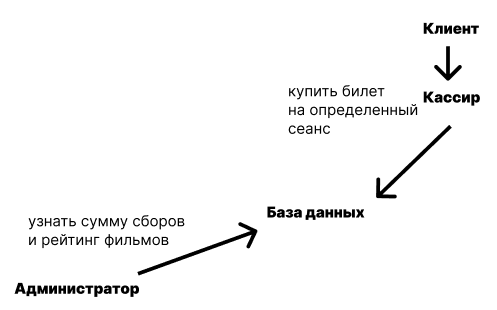 Клиент
купить билет
на определенный
сеанс
Кассир
База данных
узнать сумму сборов
и рейтинг фильмов
Администратор